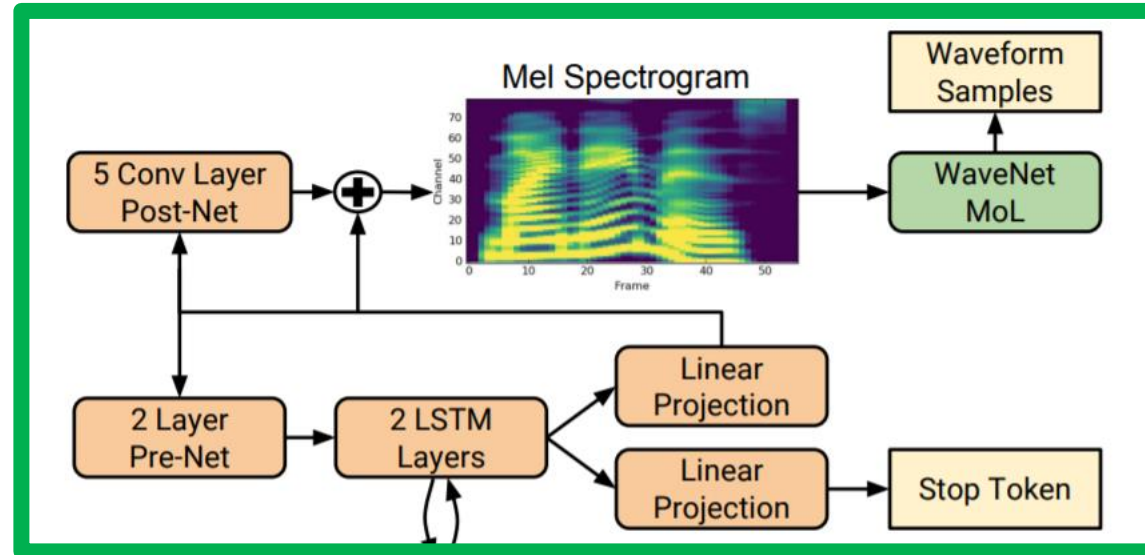 Waveform
Samples
Mel Spectrogram
5 Conv Layer
Post-Net
Channel
70
60
50
40
30
20
10
0
0 10 20 30 40 50
Frame
WaveNet
MoL
Linear
Projection
2 Layer
Pre-Net
2 LSTM
Layers
Linear
Projection
Stop Token